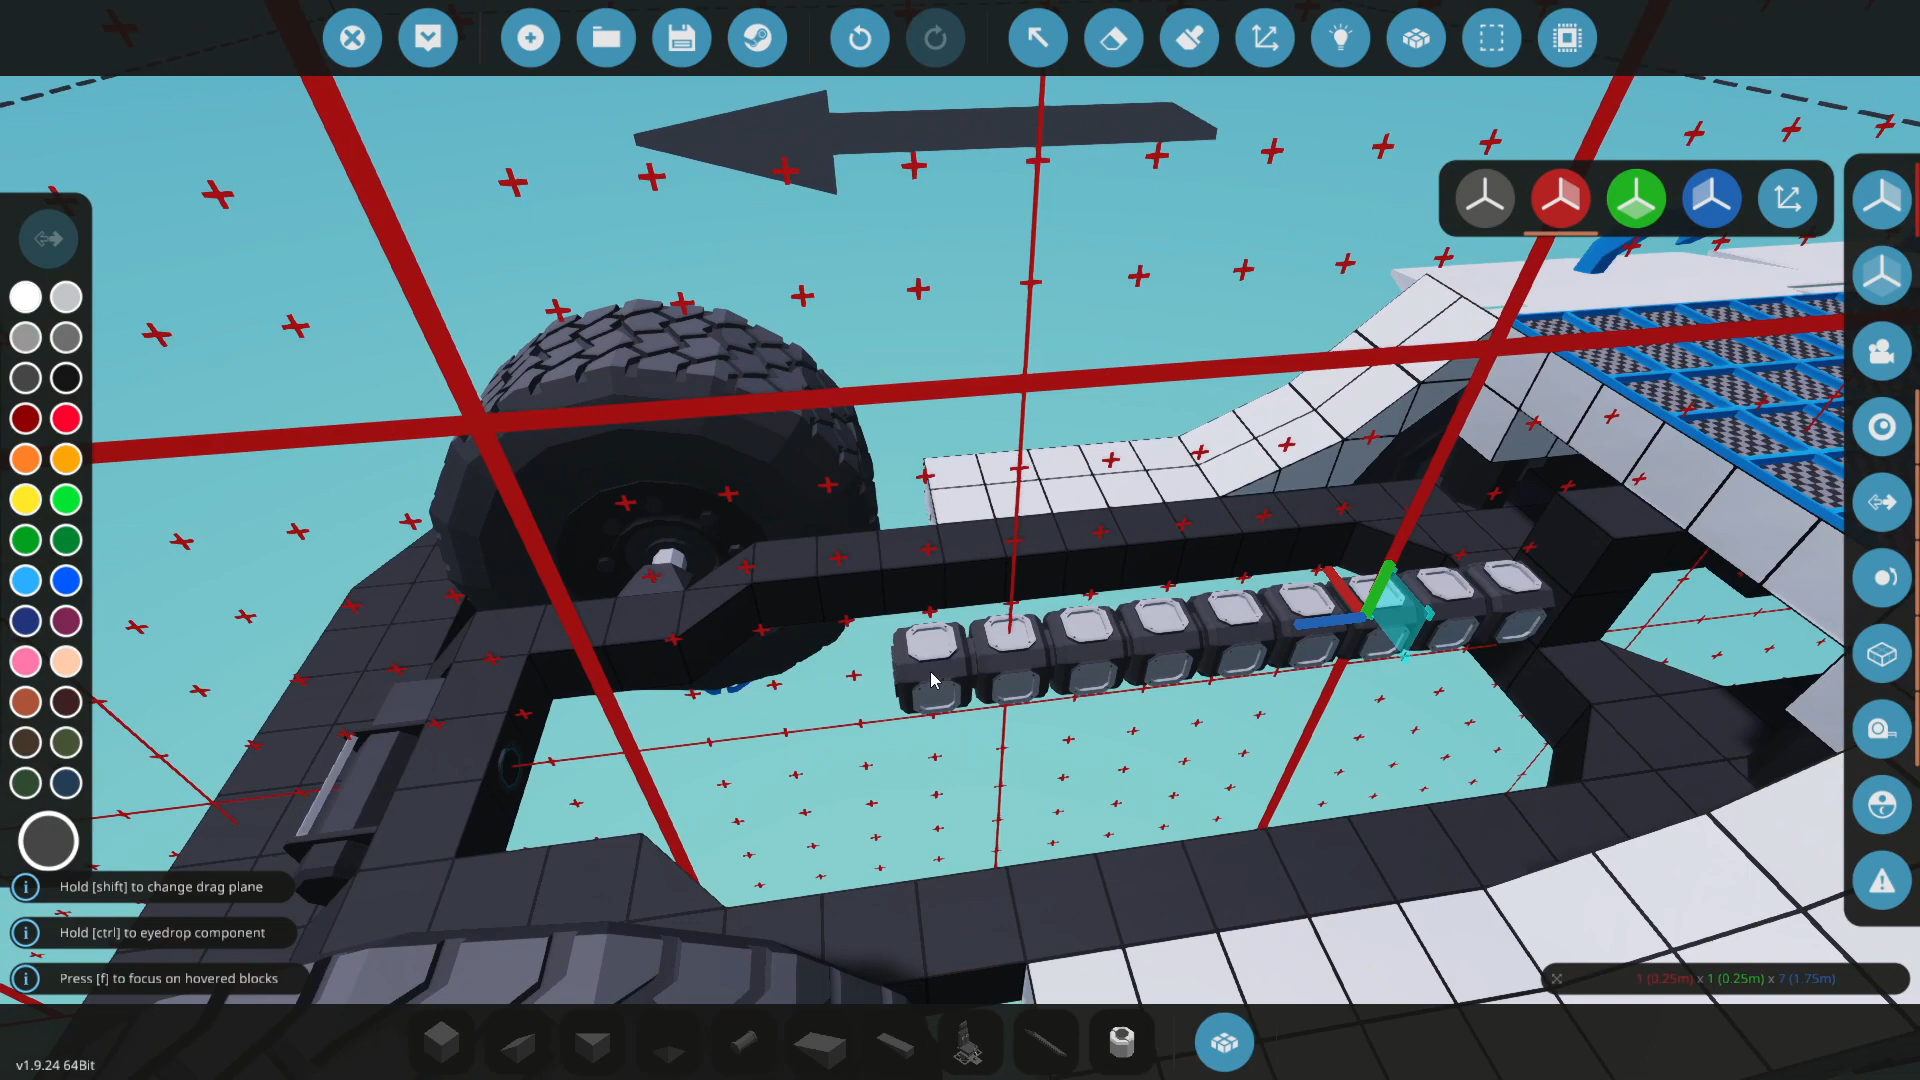 Hold [shift] to change drag plane
Hold [ctrl] to eyedrop component
Press [f] to focus on hovered blocks
1 (0.25m) x 1 (0.25m) x 7 (1.75m)
v1.9.24 64Bit